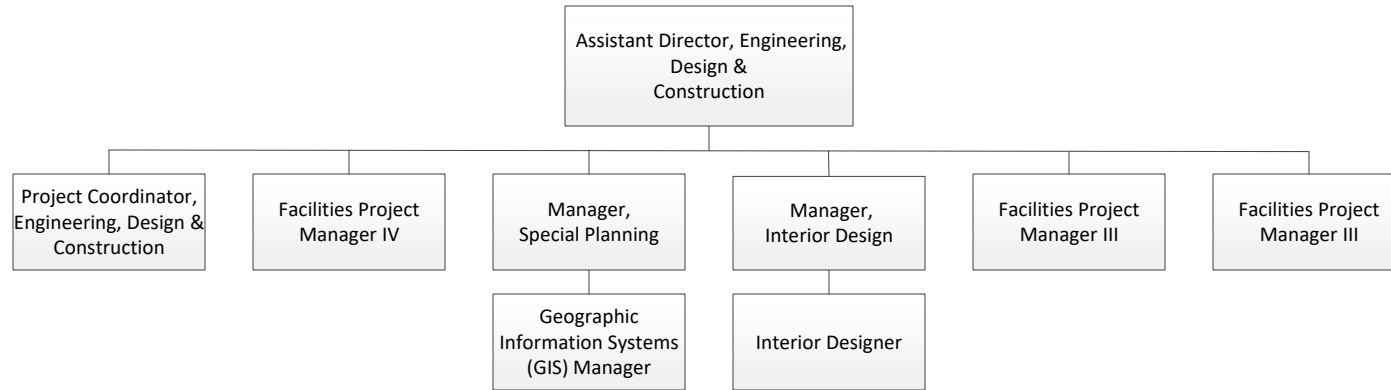 Assistant Director, Engineering,
Design &
Construction
Project Coordinator,
Engineering, Design &
Construction
Facilities Project
Manager IV
Manager,
Special Planning
Manager,
Interior Design
Facilities Project
Manager III
Facilities Project
Manager III
Geographic
Information Systems
(GIS) Manager
Interior Designer